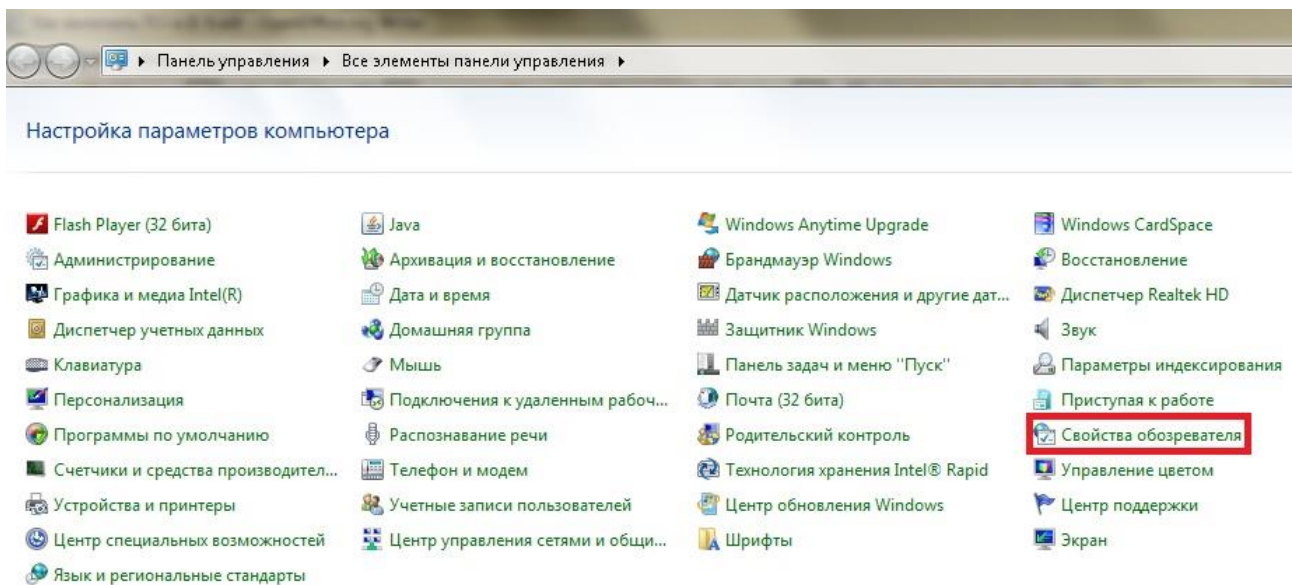 Панель управления ▸ Все элементы панели управления ▸
Настройка параметров компьютера
Flash Player (32 бита) Java Windows Anytime Upgrade Windows CardSpace
Администрирование Архивация и восстановление Брандмауэр Windows Восстановление
Графика и медиа Intel(R) Дата и время Датчик расположения и другие дат... Диспетчер Realtek HD
Диспетчер учетных данных Домашняя группа Защитник Windows Звук
Клавиатура Мышь Панель задач и меню ''Пуск'' Параметры индексирования
Персонализация Подключения к удаленным рабоч... Почта (32 бита) Приступая к работе
Программы по умолчанию Распознавание речи Родительский контроль Свойства обозревателя
Счетчики и средства производител... Телефон и модем Технология хранения Intel® Rapid Управление цветом
Устройства и принтеры Учетные записи пользователей Центр обновления Windows Центр поддержки
Центр специальных возможностей Центр управления сетями и общи... Шрифты Экран
Язык и региональные стандарты